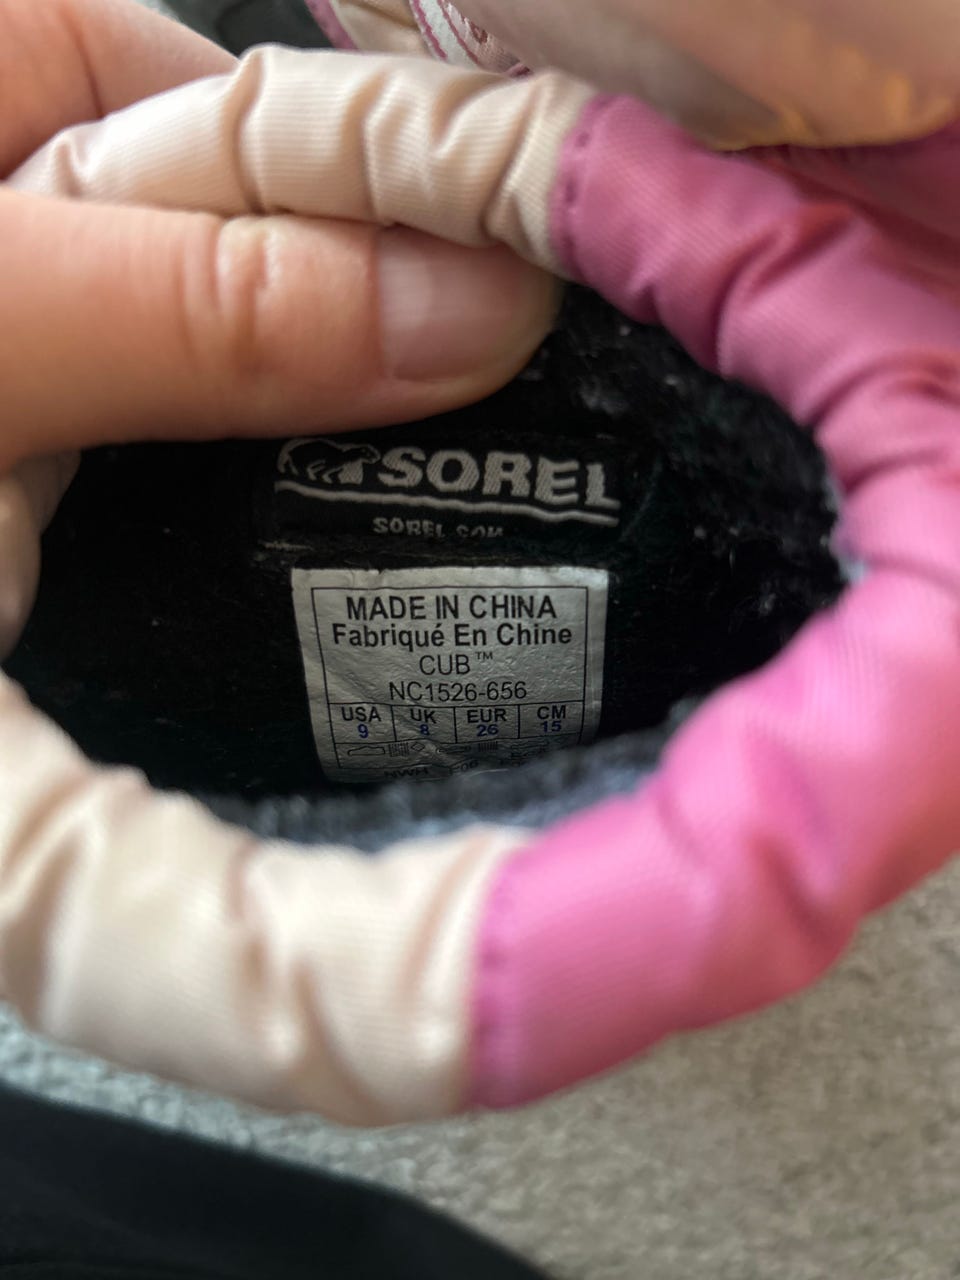 SOREL
SOREL.COM
MADE IN CHINA
Fabriqué En Chine
CUB™
NC1526-656
USA UK EUR CM
9 8 26 15